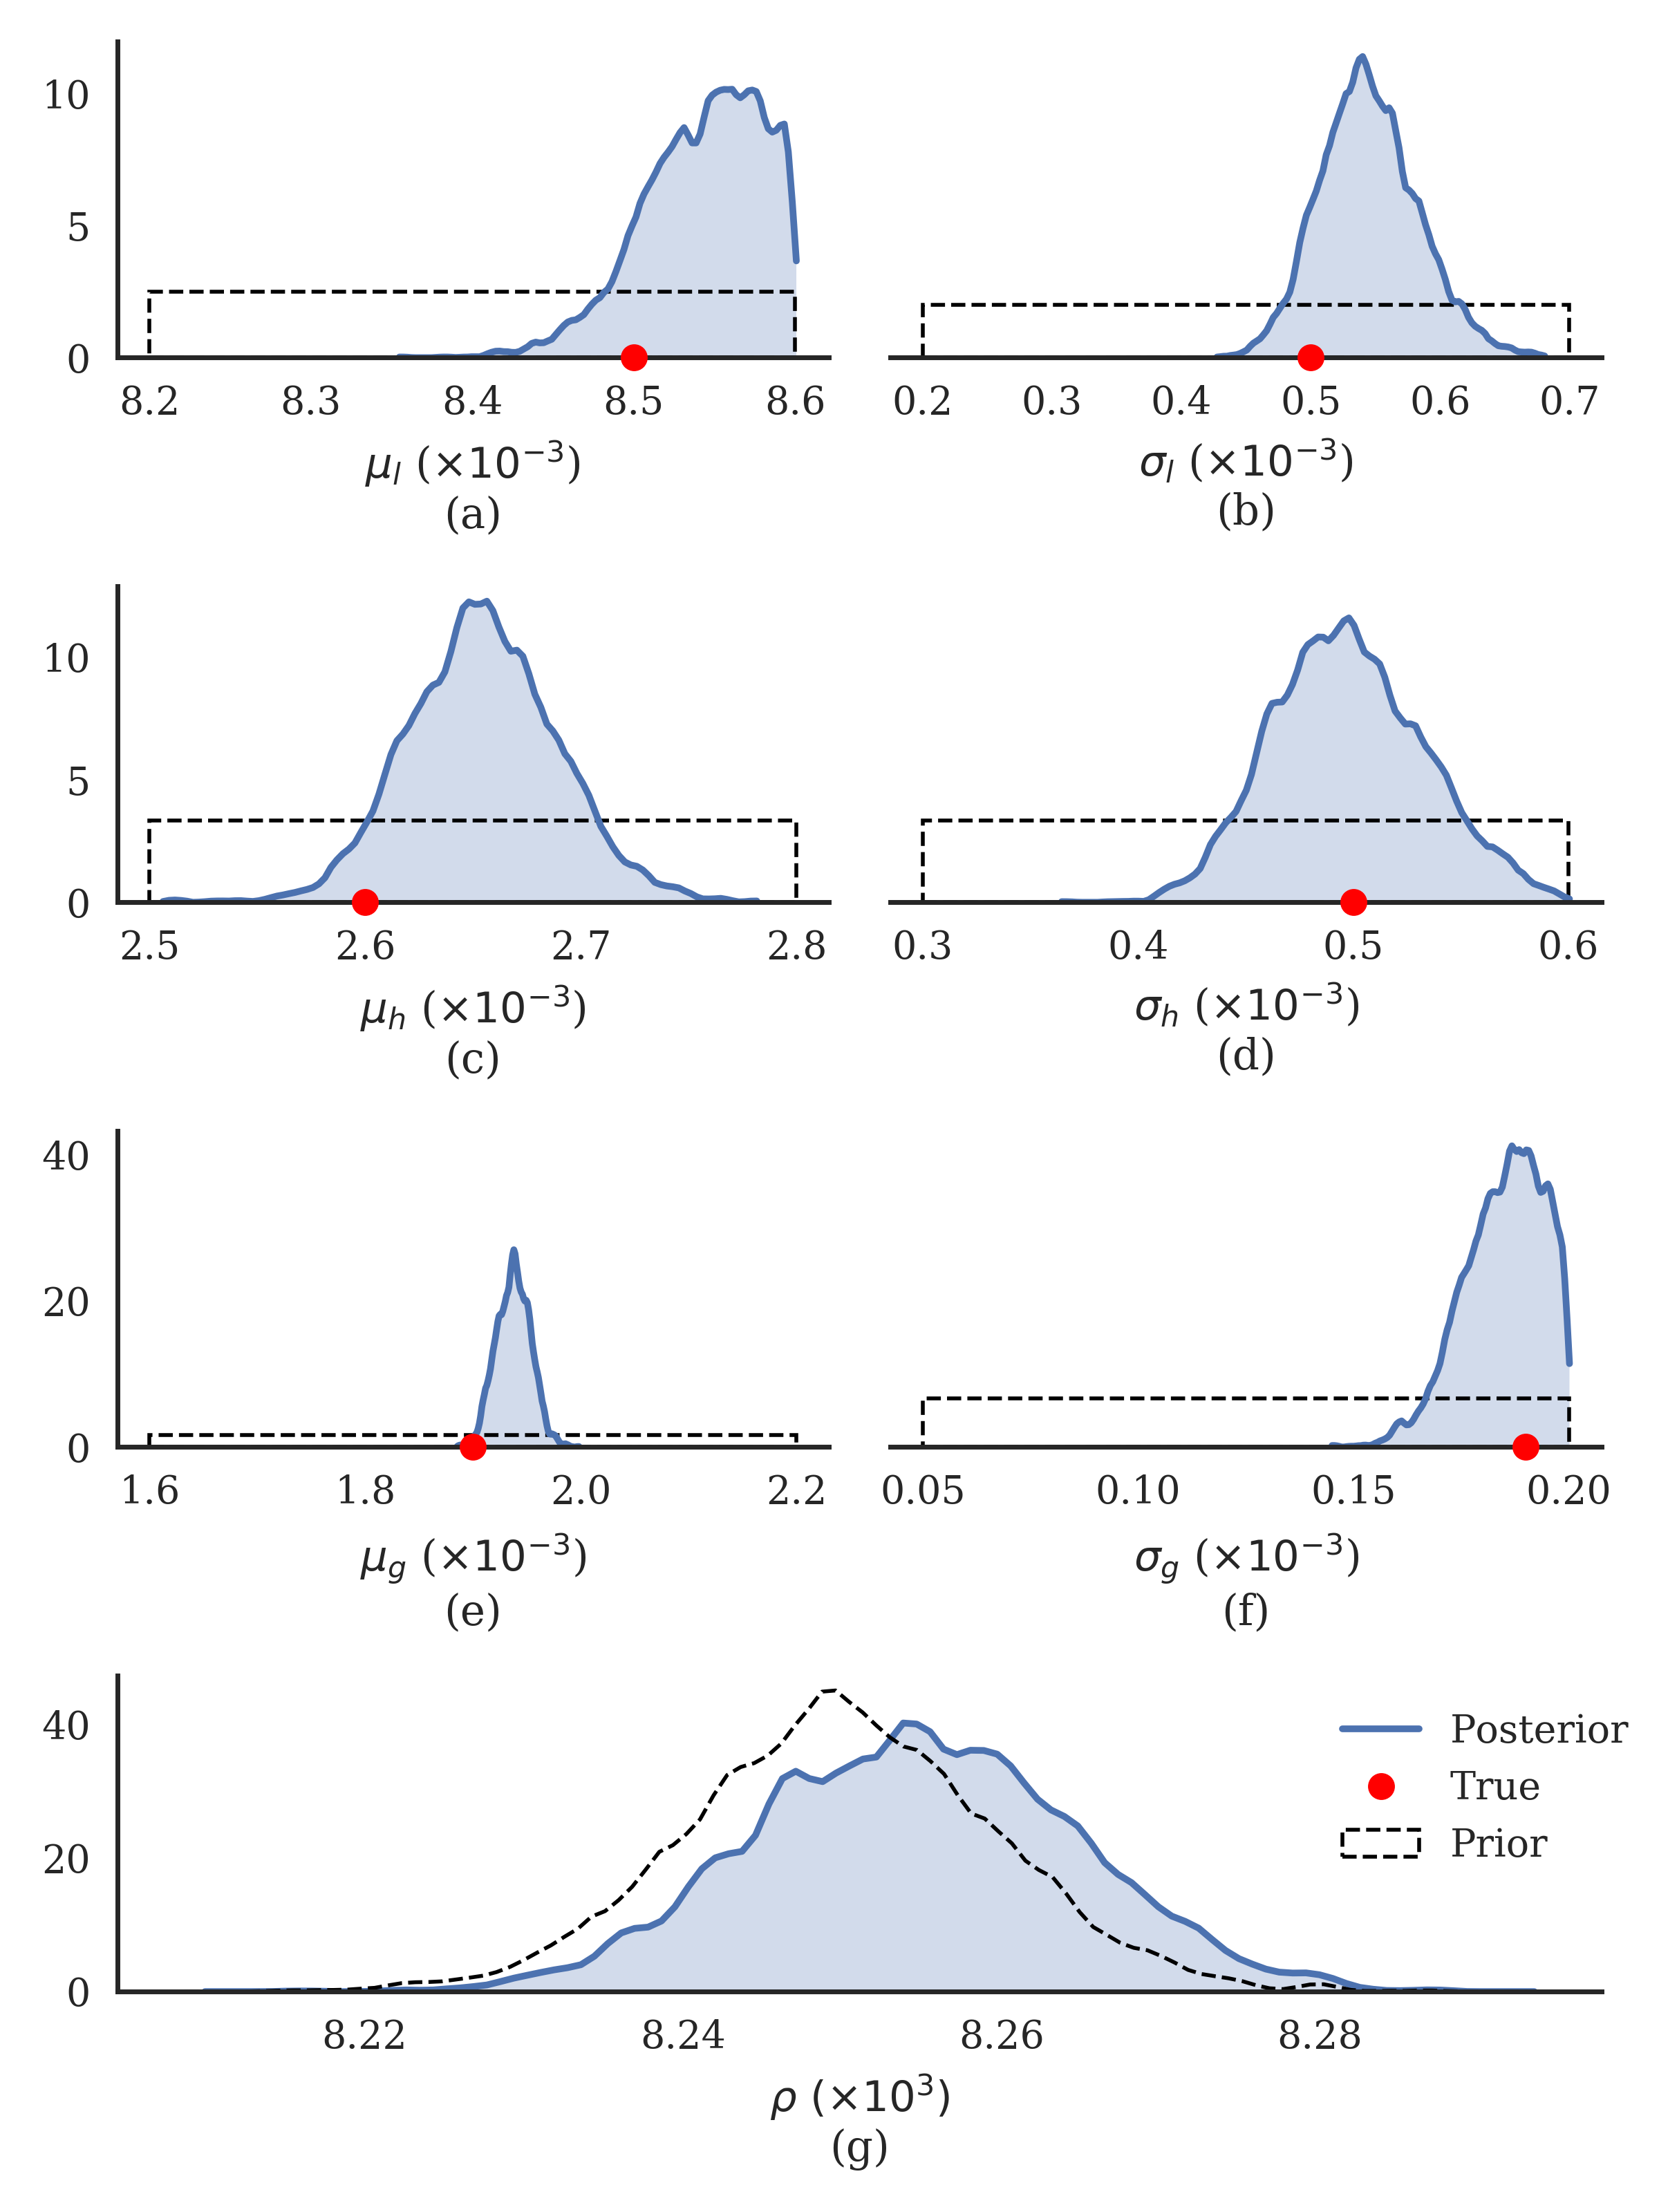 10
5
0
8.2 8.3 8.4 8.5 8.6
μ_l (×10⁻³)
(a)
0.2 0.3 0.4 0.5 0.6 0.7
σ_l (×10⁻³)
(b)
10
5
0
2.5 2.6 2.7 2.8
μ_h (×10⁻³)
(c)
0.3 0.4 0.5 0.6
σ_h (×10⁻³)
(d)
40
20
0
1.6 1.8 2.0 2.2
μ_g (×10⁻³)
(e)
0.05 0.10 0.15 0.20
σ_g (×10⁻³)
(f)
40
20
0
8.22 8.24 8.26 8.28
ρ (×10³)
(g)
Posterior
True
Prior